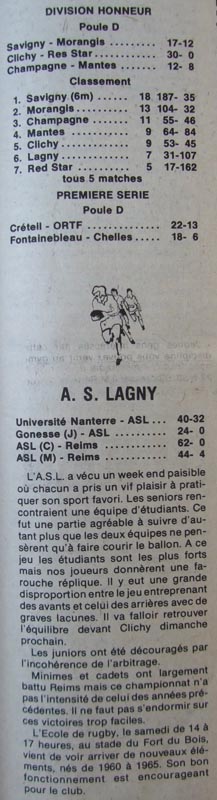 DIVISION HONNEUR
Poule D
Savigny - Morangis ........ 17-12
Clichy - Res Star ......... 30- 0
Champagne - Mantes ....... 12- 8
Classement
1. Savigny (6m) ..... 18 187- 35
2. Morangis ......... 13 104- 32
3. Champagne ....... 11 55- 46
4. Mantes ........... 9 64- 84
5. Clichy ........... 9 53- 45
6. Lagny ............ 7 31-107
7. Red Star ......... 5 17-162
tous 5 matches
PREMIERE SERIE
Poule D
Créteil - ORTF ............ 22-13
Fontainebleau - Chelles ..... 18- 6
A. S. LAGNY
Université Nanterre - ASL ... 40-32
Gonesse (J) - ASL ......... 24- 0
ASL (C) - Reims ........... 62- 0
ASL (M) - Reims .......... 44- 4
L'A.S.L. a vécu un week end paisible
où chacun a pris un vif plaisir à prati-
quer son sport favori. Les seniors ren-
contraient une équipe d'étudiants. Ce
fut une partie agréable à suivre d'au-
tant plus que les deux équipes ne pen-
sèrent qu'à faire courir le ballon. A ce
jeu les étudiants sont les plus forts
mais nos joueurs donnèrent une fa-
rouche réplique. Il y eut une grande
disproportion entre le jeu entreprenant
des avants et celui des arrières avec de
graves lacunes. Il va falloir retrouver
l'équilibre devant Clichy dimanche
prochain.
Les juniors ont été découragés par
l'incohérence de l'arbitrage.
Minimes et cadets ont largement
battu Reims mais ce championnat n'a
pas l'intensité de celui des années pré-
cédentes. Il ne faut pas s'endormir sur
ces victoires trop faciles.
L'Ecole de rugby, le samedi de 14 à
17 heures, au stade du Fort du Bois,
vient de voir arriver de nouveaux élé-
ments, nés de 1960 à 1965. Son bon
fonctionnement est encourageant
pour le club.